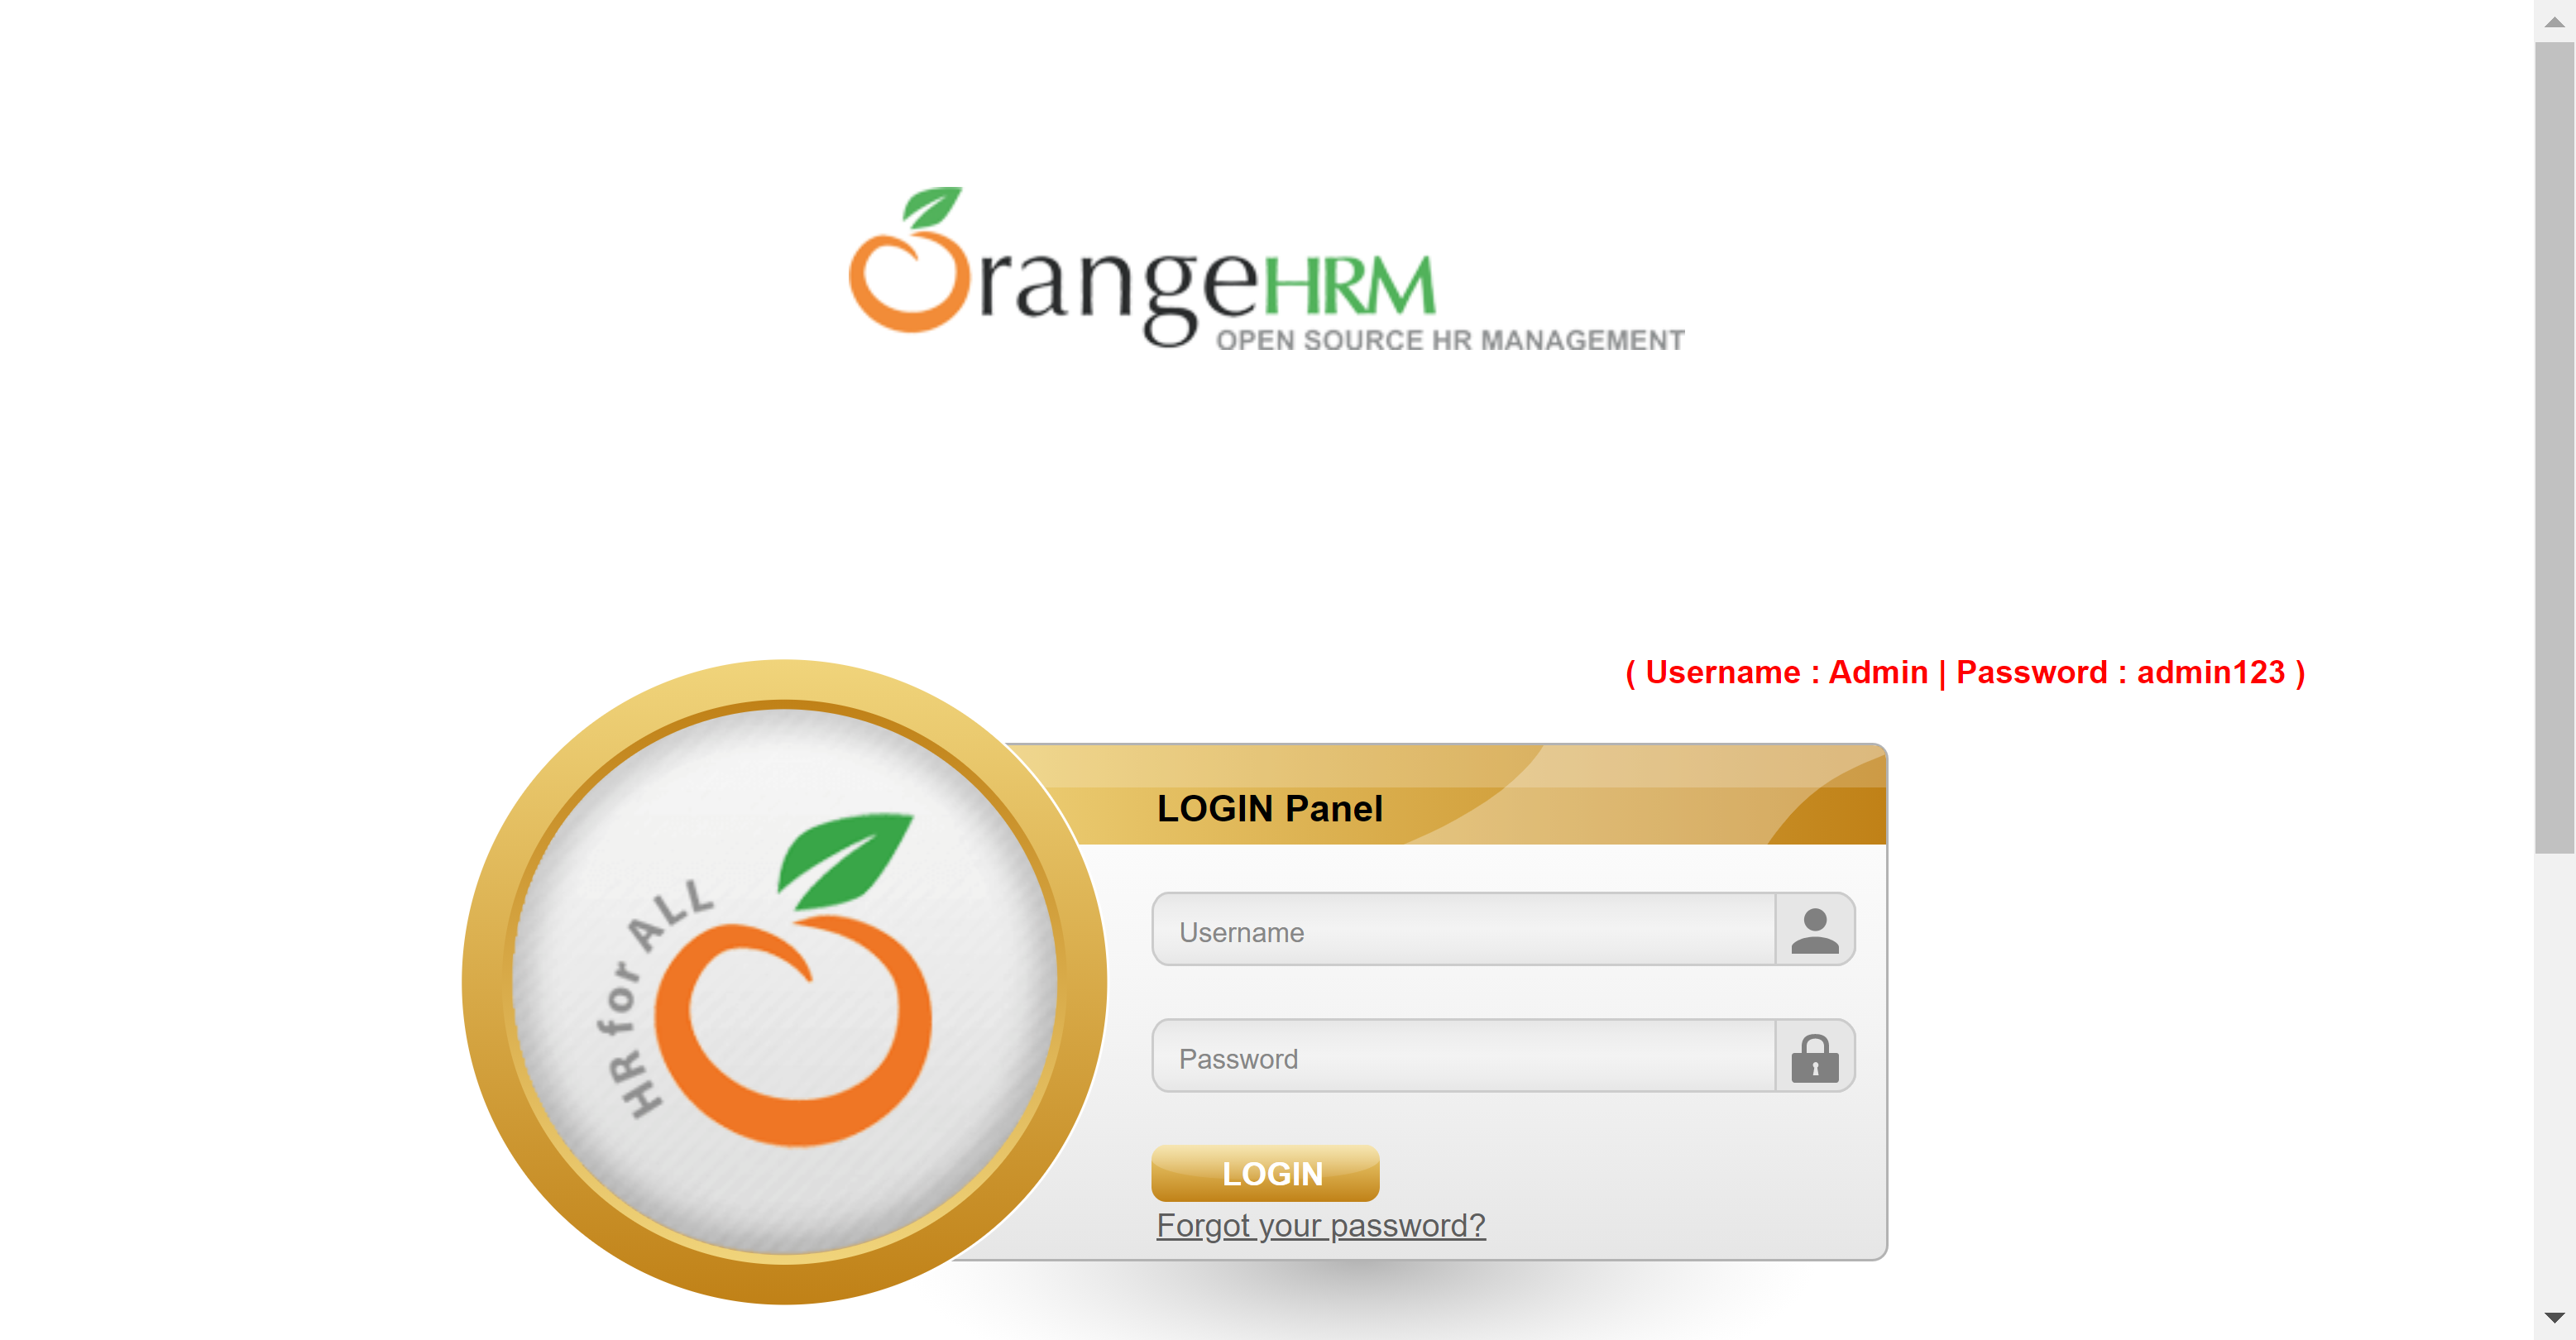 OrangeHRM
OPEN SOURCE HR MANAGEMENT
( Username : Admin | Password : admin123 )
HR for ALL
LOGIN Panel
Username
Password
LOGIN
Forgot your password?